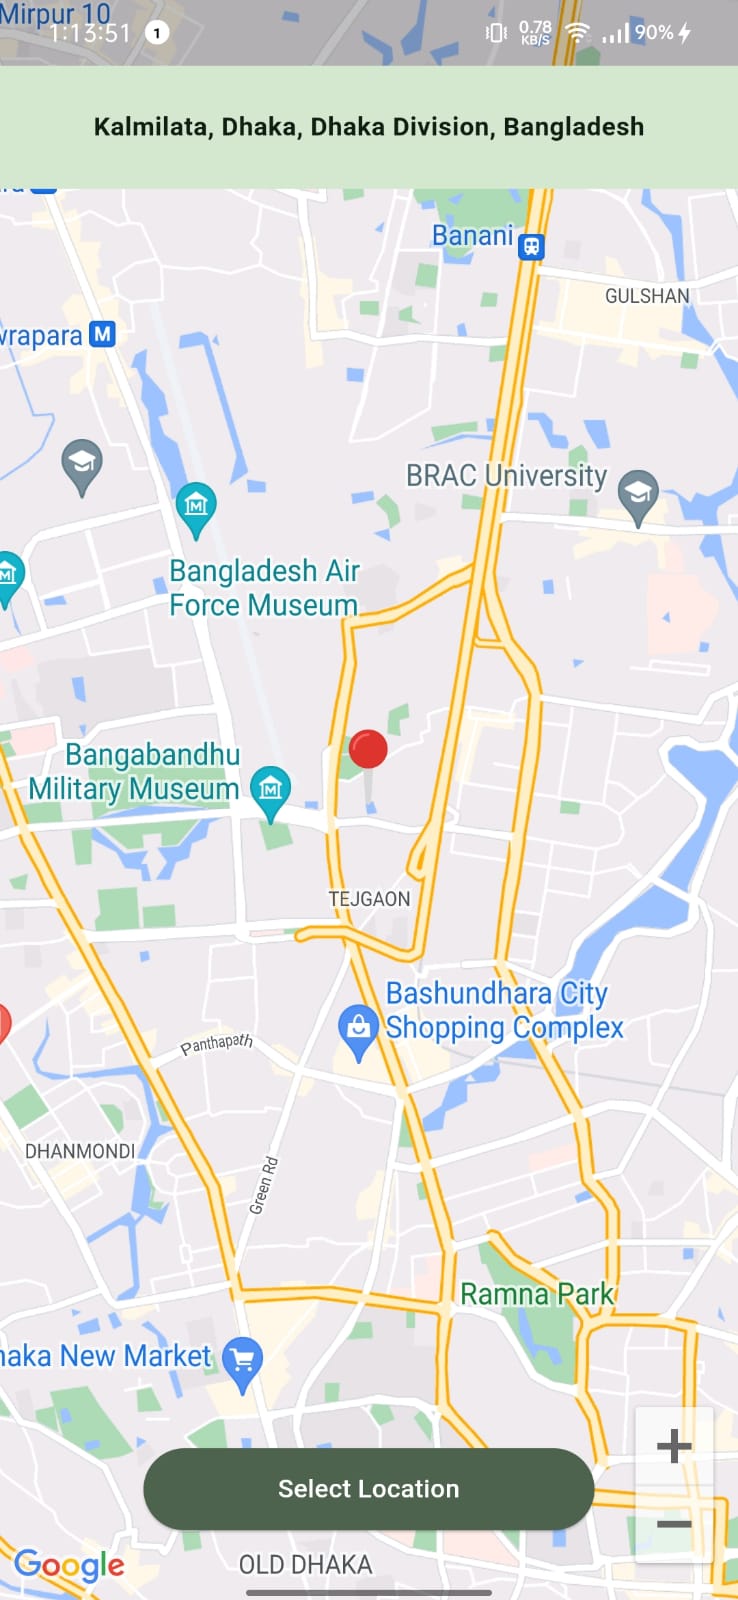 Mirpur 10
1:13:51 1 0.78 KB/S 90%
Kalmilata, Dhaka, Dhaka Division, Bangladesh
Banani
GULSHAN
wrapara M
BRAC University
Bangladesh Air
Force Museum
Bangabandhu
Military Museum
TEJGAON
Bashundhara City
Shopping Complex
Panthapath
DHANMONDI
Green Rd
Ramna Park
haka New Market
Select Location
+
−
Google
OLD DHAKA